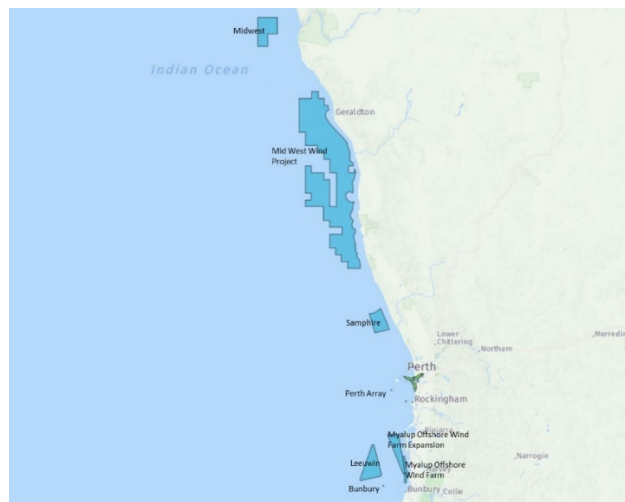 Midwest
Indian Ocean
Geraldton
Mid West Wind
Project
Samphire
Lower
Chittering
Northam
Merredin
Perth
Perth Array
Rockingham
Myalup Offshore Wind
Farm Expansion
Leeuwin
Myalup Offshore
Wind Farm
Narrogin
Bunbury
Bunbury
Collie